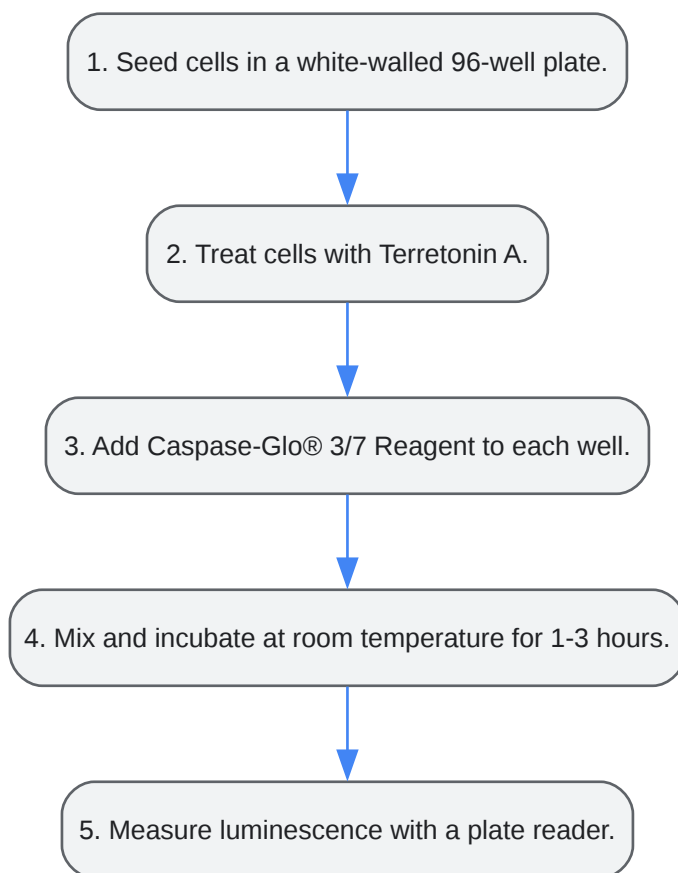 1. Seed cells in a white-walled 96-well plate.
2. Treat cells with Terretonin A.
3. Add Caspase-Glo® 3/7 Reagent to each well.
4. Mix and incubate at room temperature for 1-3 hours.
5. Measure luminescence with a plate reader.